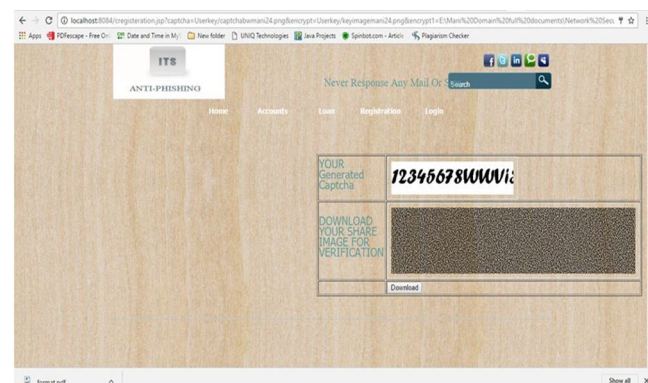 localhost:8084/cregisteration.jsp?captcha=Userkey/captchabwmani24.png&encrypt=Userkey/keyimagemani24.png&encrypt1=E:\Mani%20Domain%20full%20documents\Network%20Secu
Apps PDFescape - Free Onl Date and Time in My New folder UNIQ Technologies Java Projects Spinbot.com - Article Plagiarism Checker
ITS
ANTI-PHISHING
Never Response Any Mail Or S
Search
Home Accounts Loan Registration Login
YOUR
Generated
Captcha
12345678WWVi
DOWNLOAD
YOUR SHARE
IMAGE FOR
VERIFICATION
Download
format.pdf
Show all